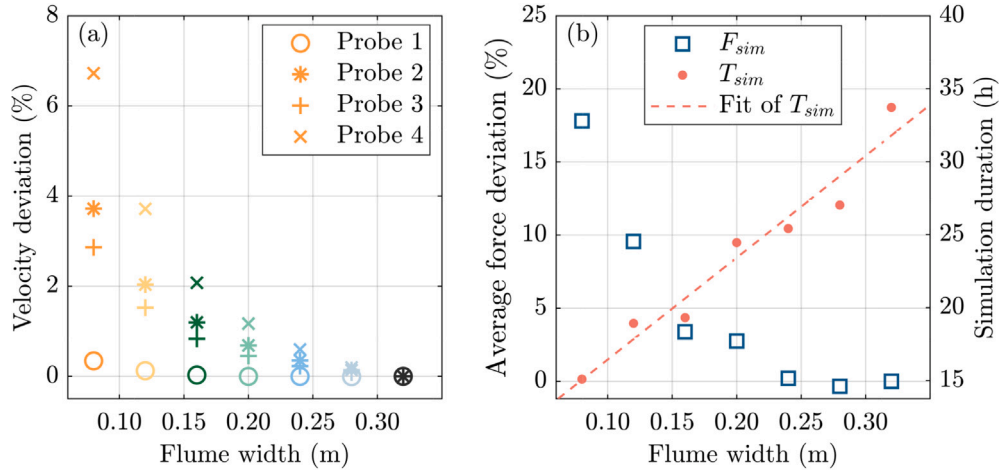 (a)
Probe 1
Probe 2
Probe 3
Probe 4
Velocity deviation (%)
8
6
4
2
0
0.10 0.15 0.20 0.25 0.30
Flume width (m)
(b)
F_sim
T_sim
Fit of T_sim
Average force deviation (%)
25
20
15
10
5
0
0.10 0.15 0.20 0.25 0.30
Flume width (m)
40
35
30
25
20
15
Simulation duration (h)